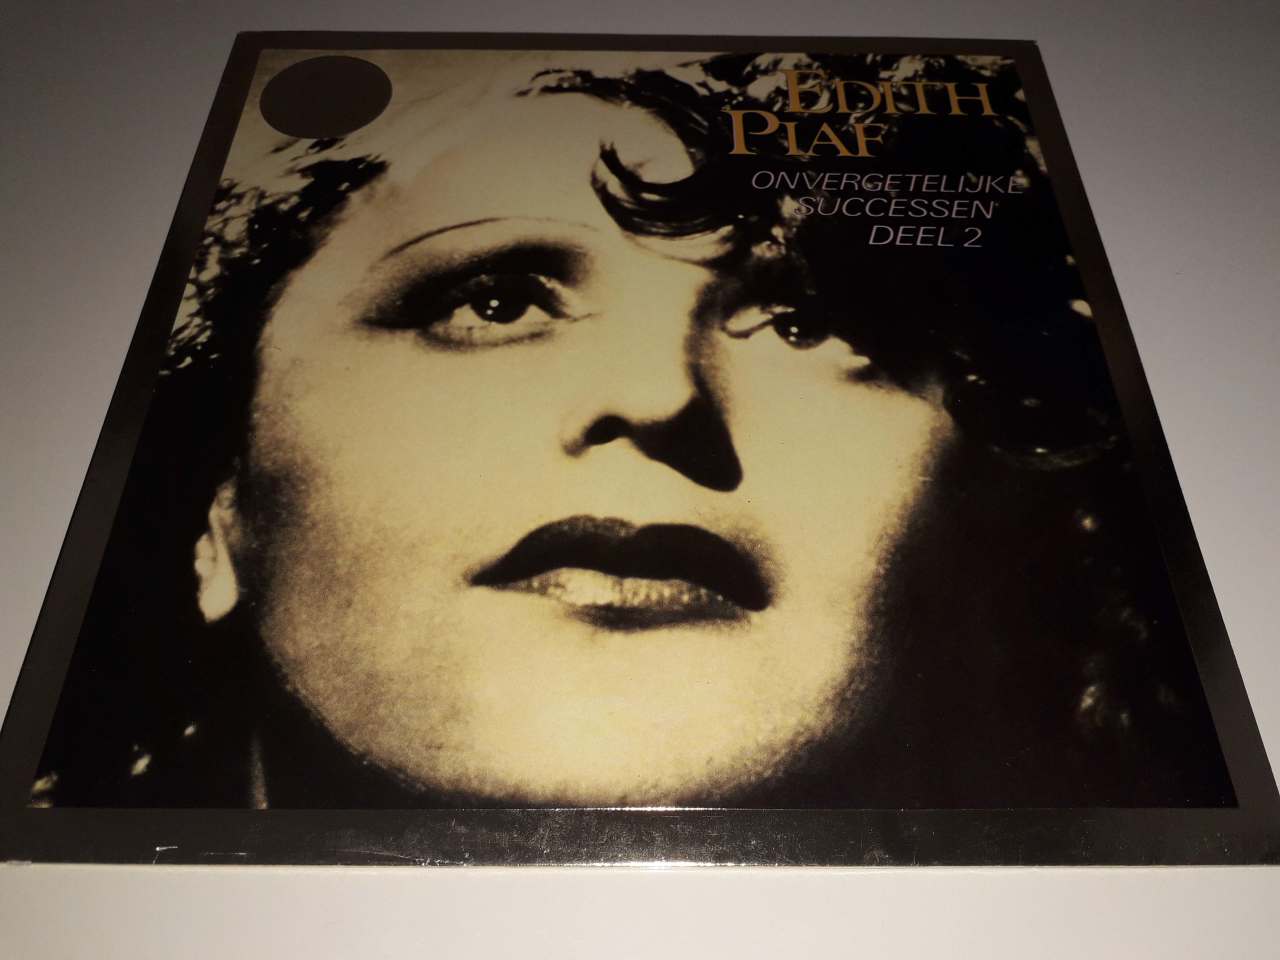 EDITH
PIAF
ONVERGETELIJKE
SUCCESSEN
DEEL 2